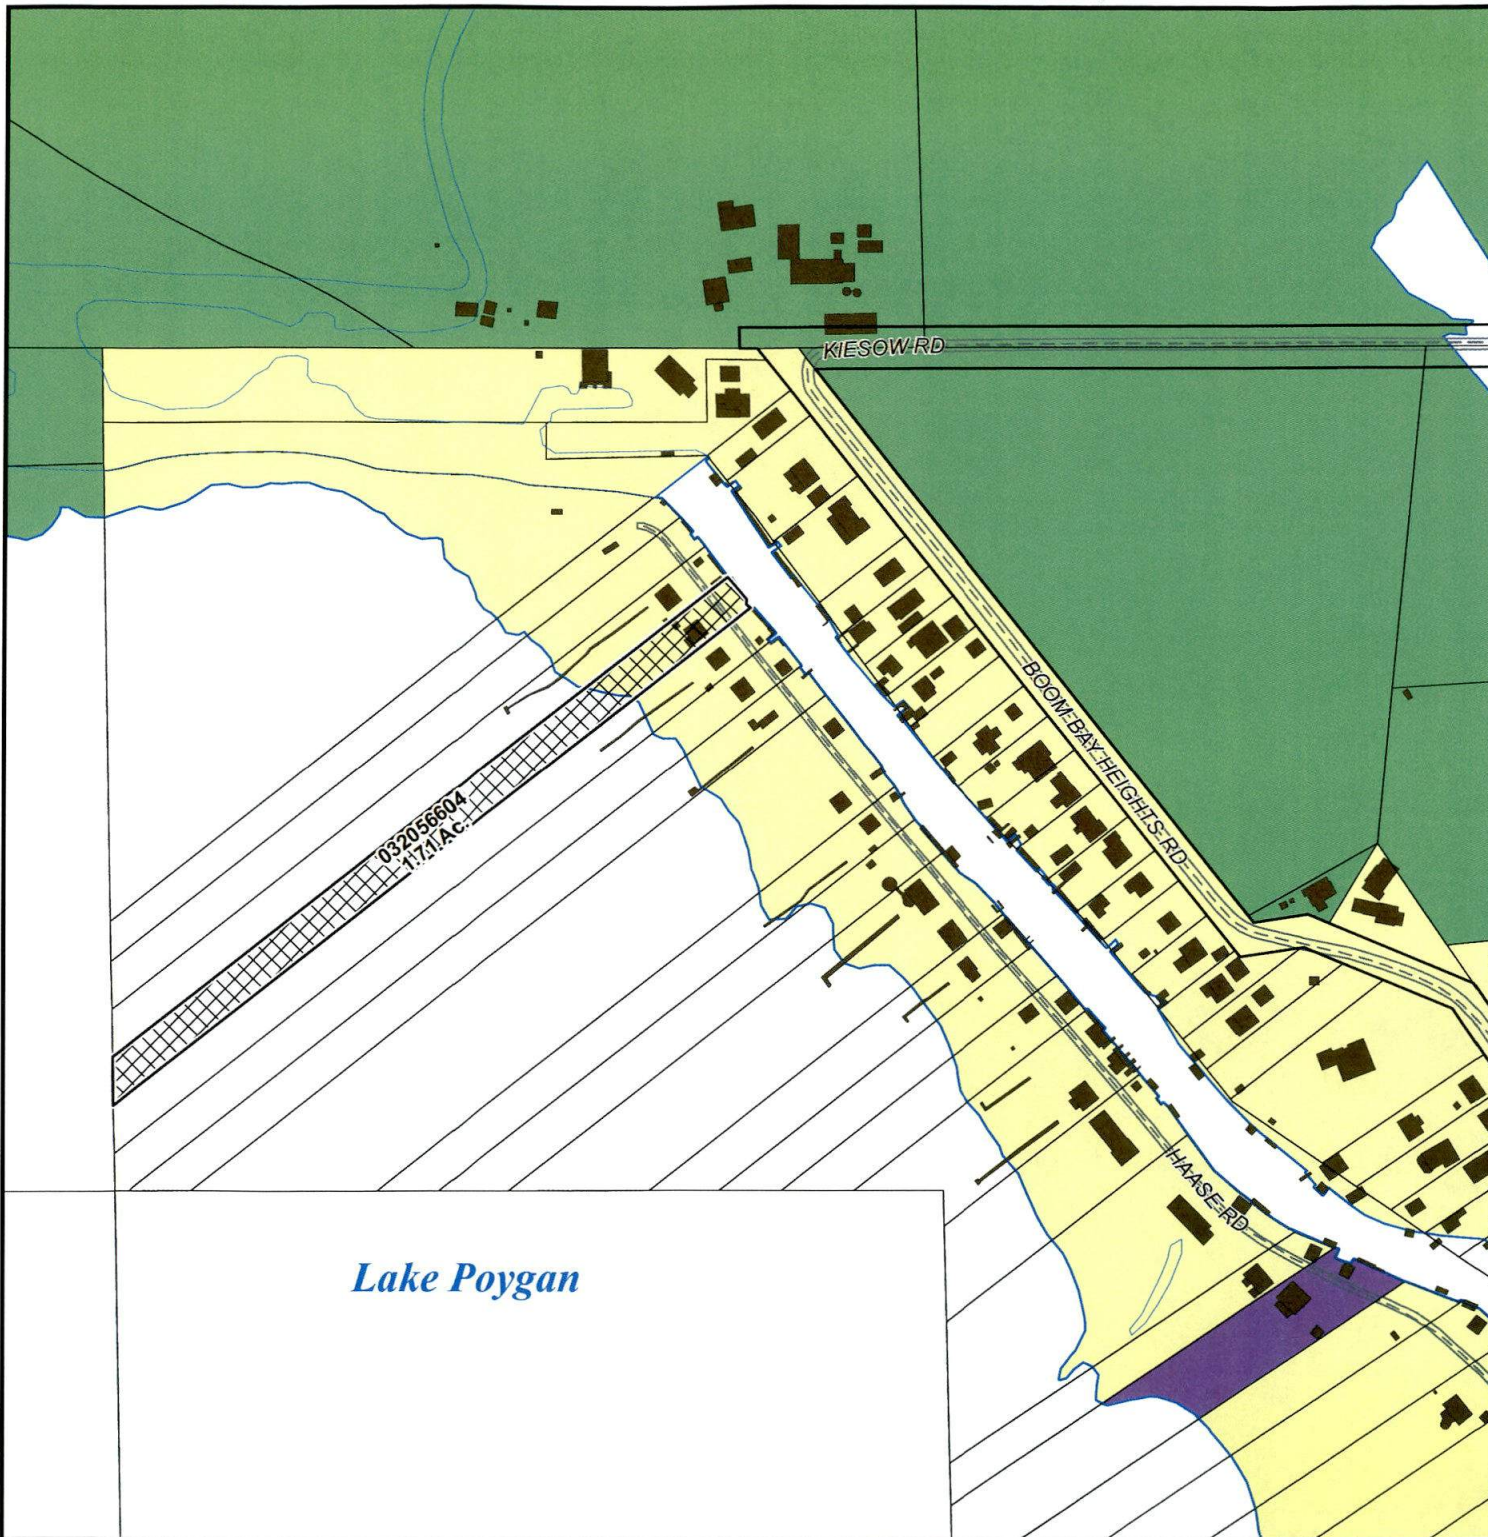 KIESOW RD
BOOM BAY HEIGHTS RD
032056604
1.71 Ac.
HAASE RD
Lake Poygan